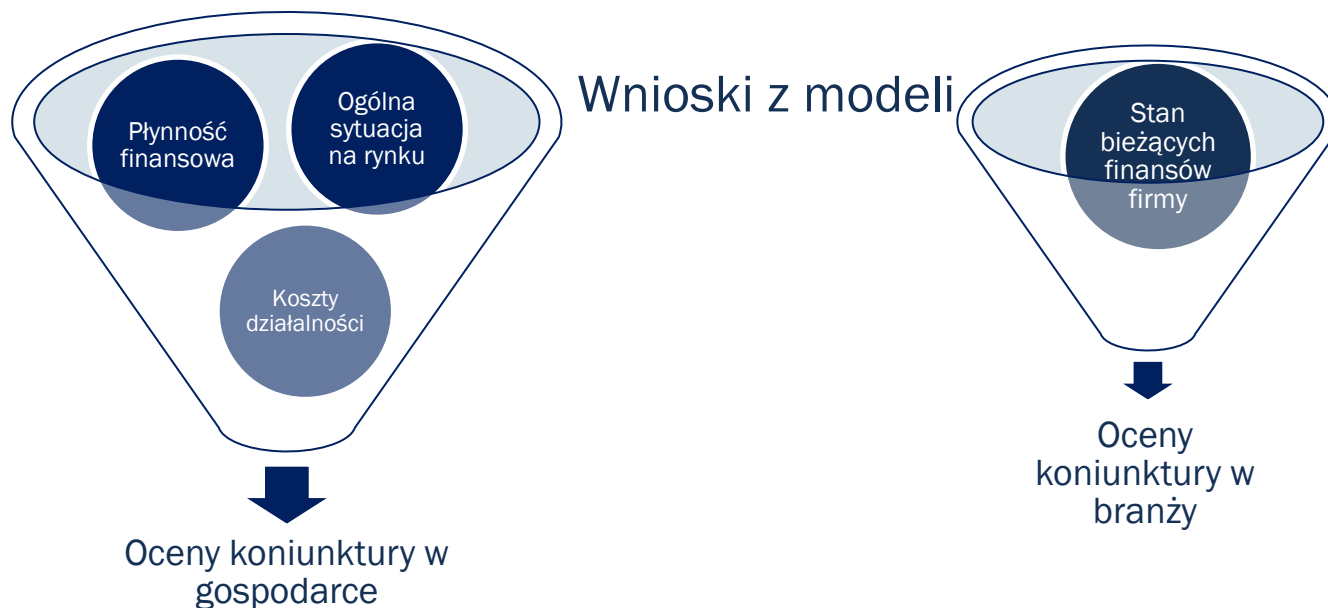 Wnioski z modeli
Płynność
finansowa
Ogólna
sytuacja
na rynku
Koszty
działalności
Oceny koniunktury w
gospodarce
Stan
bieżących
finansów
firmy
Oceny
koniunktury w
branży